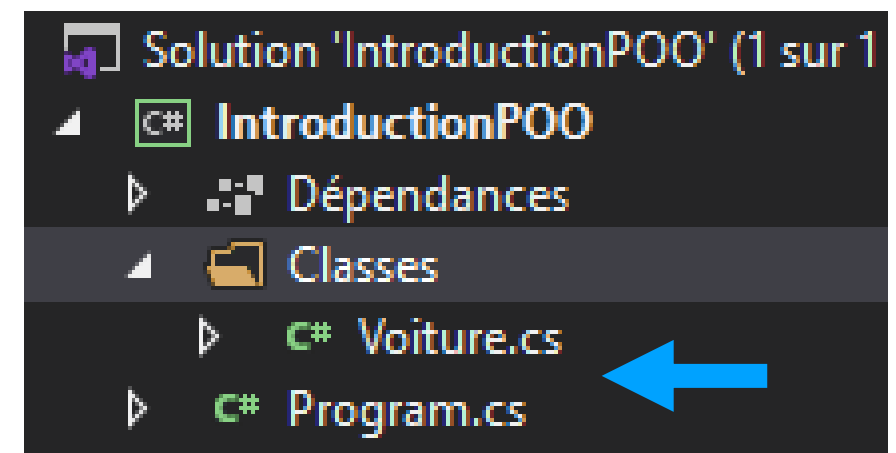 Solution 'IntroductionPOO' (1 sur 1
C# IntroductionPOO
Dépendances
Classes
C# Voiture.cs
C# Program.cs